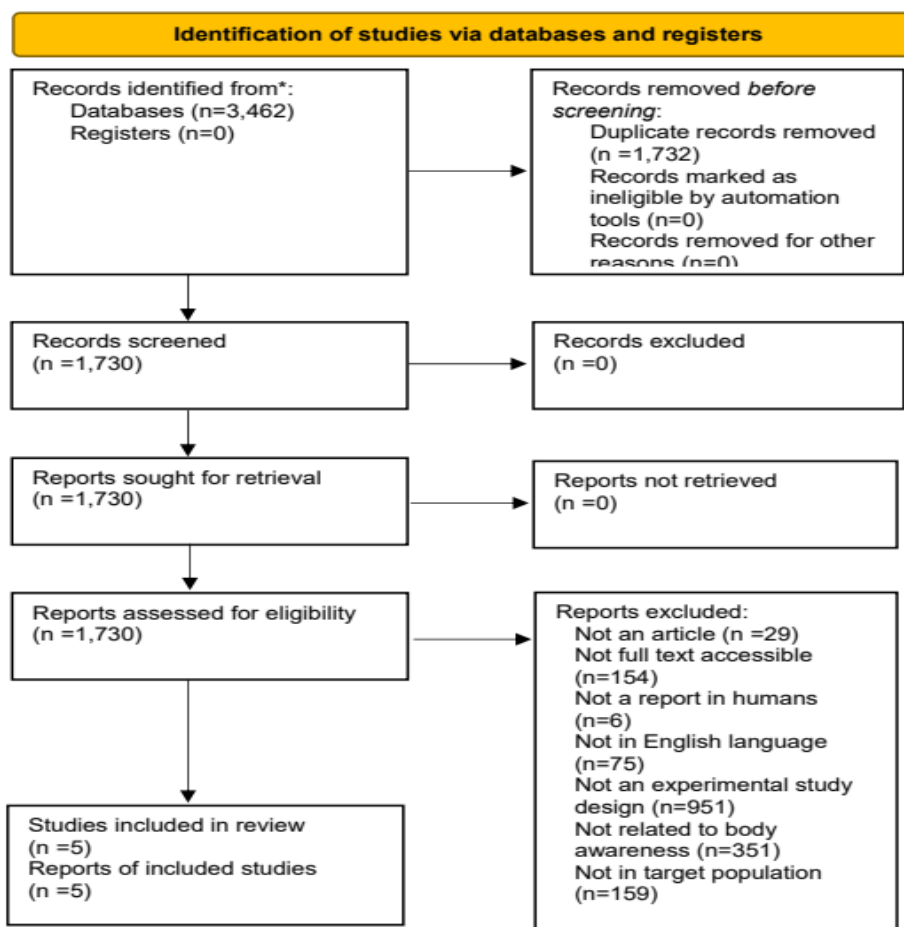 Identification of studies via databases and registers
Records identified from*:
Databases (n=3,462)
Registers (n=0)
Records removed before
screening:
Duplicate records removed
(n =1,732)
Records marked as
ineligible by automation
tools (n=0)
Records removed for other
reasons (n=0)
Records screened
(n =1,730)
Records excluded
(n =0)
Reports sought for retrieval
(n =1,730)
Reports not retrieved
(n =0)
Reports assessed for eligibility
(n =1,730)
Reports excluded:
Not an article (n =29)
Not full text accessible
(n=154)
Not a report in humans
(n=6)
Not in English language
(n=75)
Not an experimental study
design (n=951)
Not related to body
awareness (n=351)
Not in target population
(n=159)
Studies included in review
(n =5)
Reports of included studies
(n =5)